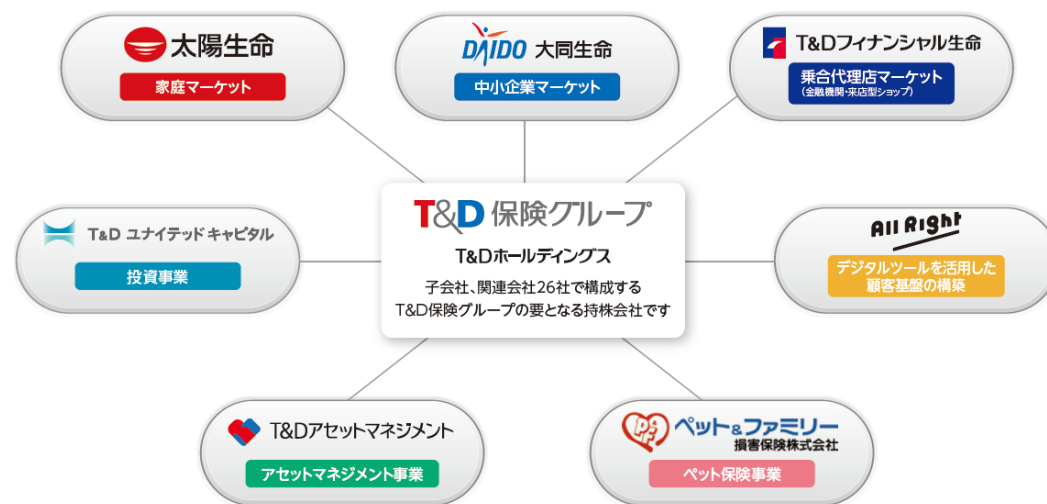 太陽生命
家庭マーケット
DAIDO 大同生命
中小企業マーケット
T&Dフィナンシャル生命
乗合代理店マーケット
(金融機関・来店型ショップ)
T&D 保険グループ
T&Dホールディングス
子会社、関連会社26社で構成する
T&D保険グループの要となる持株会社です
T&D ユナイテッド キャピタル
投資事業
All Right
デジタルツールを活用した
顧客基盤の構築
T&Dアセットマネジメント
アセットマネジメント事業
P&F
ペット&ファミリー
損害保険株式会社
ペット保険事業